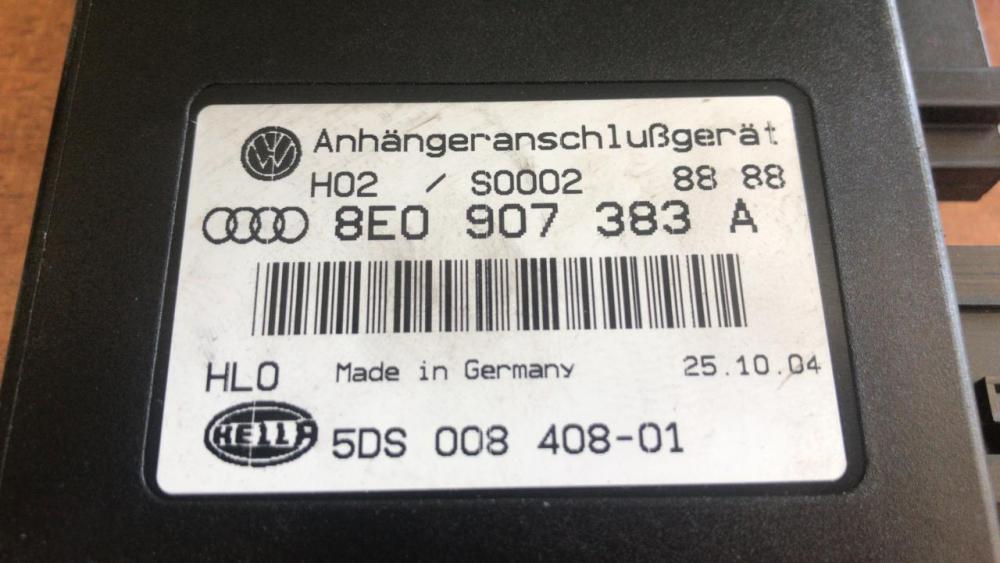 Anhängeranschlußgerät
H02 / S0002 88 88
8E0 907 383 A
HLO Made in Germany 25.10.04
HELLA 5DS 008 408-01